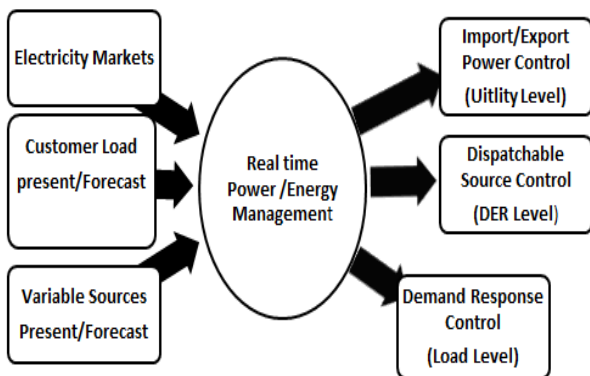 Electricity Markets
Customer Load
present/Forecast
Variable Sources
Present/Forecast
Real time
Power /Energy
Management
Import/Export
Power Control
(Uitlity Level)
Dispatchable
Source Control
(DER Level)
Demand Response
Control
(Load Level)